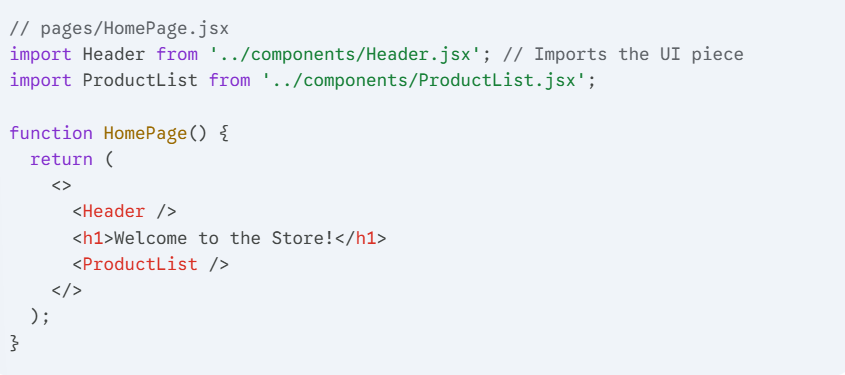 // pages/HomePage.jsx
import Header from '../components/Header.jsx'; // Imports the UI piece
import ProductList from '../components/ProductList.jsx';

function HomePage() {
  return (
    <>
      <Header />
      <h1>Welcome to the Store!</h1>
      <ProductList />
    </>
  );
}